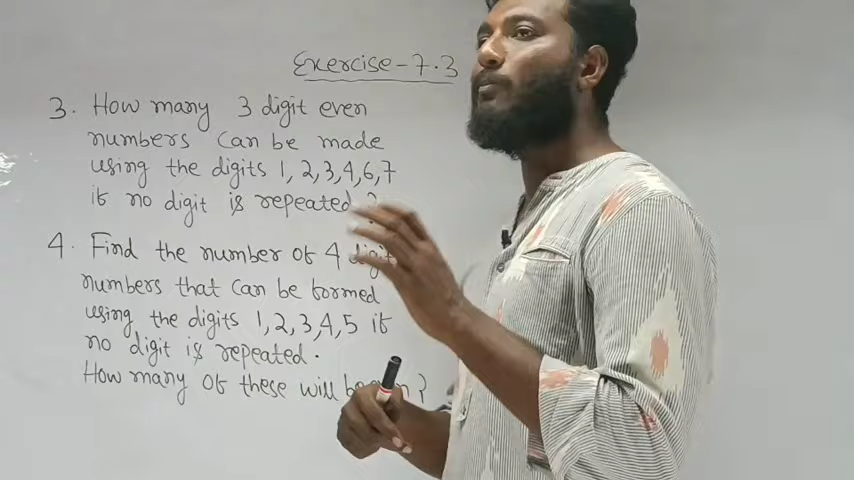 Exercise-7.3
3. How many 3 digit even
numbers can be made
using the digits 1, 2, 3, 4, 6, 7
if no digit is repeated?
4. Find the number of 4 digit
numbers that can be formed
using the digits 1, 2, 3, 4, 5 if
no digit is repeated.
How many of these will be ?